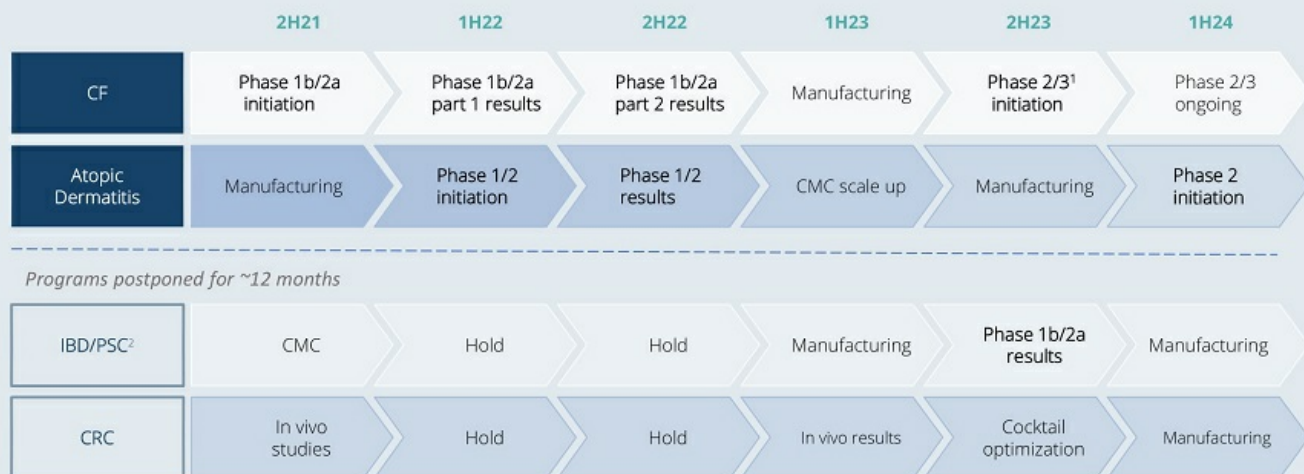 2H21 1H22 2H22 1H23 2H23 1H24
CF
Phase 1b/2a
initiation
Phase 1b/2a
part 1 results
Phase 1b/2a
part 2 results
Manufacturing
Phase 2/3¹
initiation
Phase 2/3
ongoing
Atopic
Dermatitis
Manufacturing
Phase 1/2
initiation
Phase 1/2
results
CMC scale up
Manufacturing
Phase 2
initiation
Programs postponed for ~12 months
IBD/PSC²
CMC
Hold
Hold
Manufacturing
Phase 1b/2a
results
Manufacturing
CRC
In vivo
studies
Hold
Hold
In vivo results
Cocktail
optimization
Manufacturing